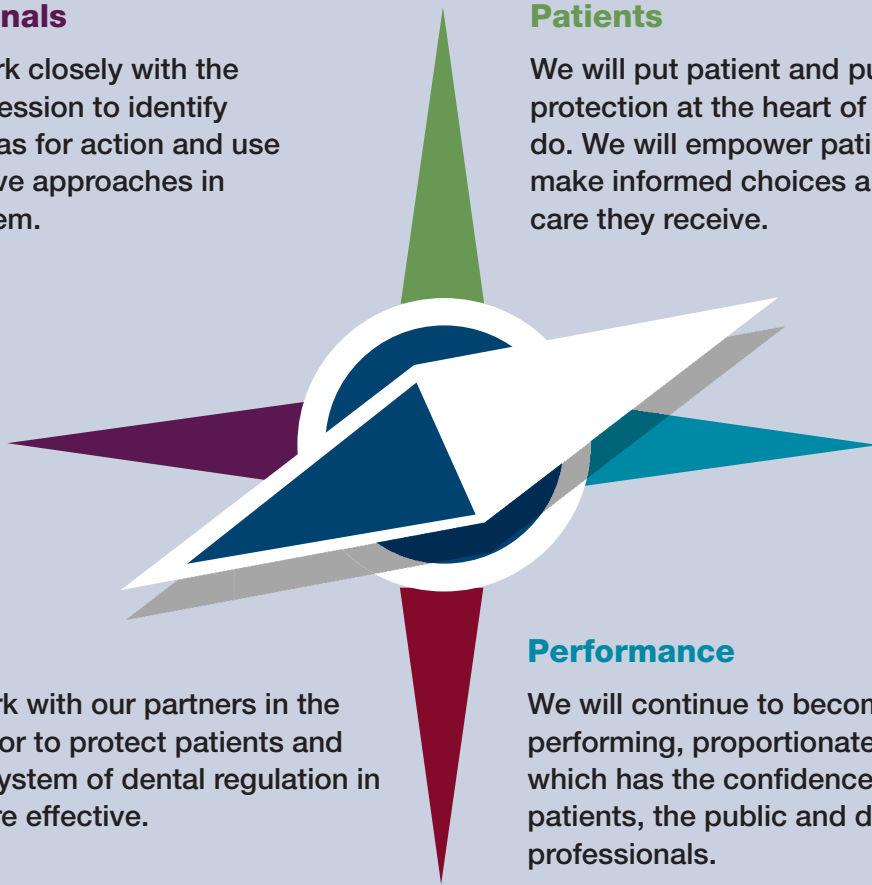 nals
rk closely with the
ession to identify
as for action and use
ve approaches in
em.
Patients
We will put patient and pu
protection at the heart of
do. We will empower pati
make informed choices a
care they receive.
rk with our partners in the
or to protect patients and
ystem of dental regulation in
re effective.
Performance
We will continue to becom
performing, proportionate
which has the confidence
patients, the public and d
professionals.